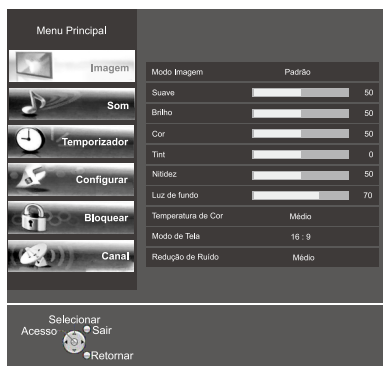 Menu Principal
Imagem
Som
Temporizador
Configurar
Bloquear
Canal
Modo Imagem Padrão
Suave 50
Brilho 50
Cor 50
Tint 0
Nitidez 50
Luz de fundo 70
Temperatura de Cor Médio
Modo de Tela 16 : 9
Redução de Ruído Médio
Selecionar
Acesso Sair
Retornar